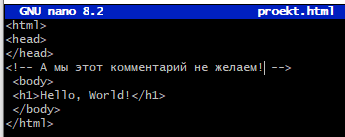 GNU nano 8.2 proekt.html
<html>
<head>
</head>
<!-- А мы этот комментарий не желаем! -->
<body>
<h1>Hello, World!</h1>
</body>
</html>